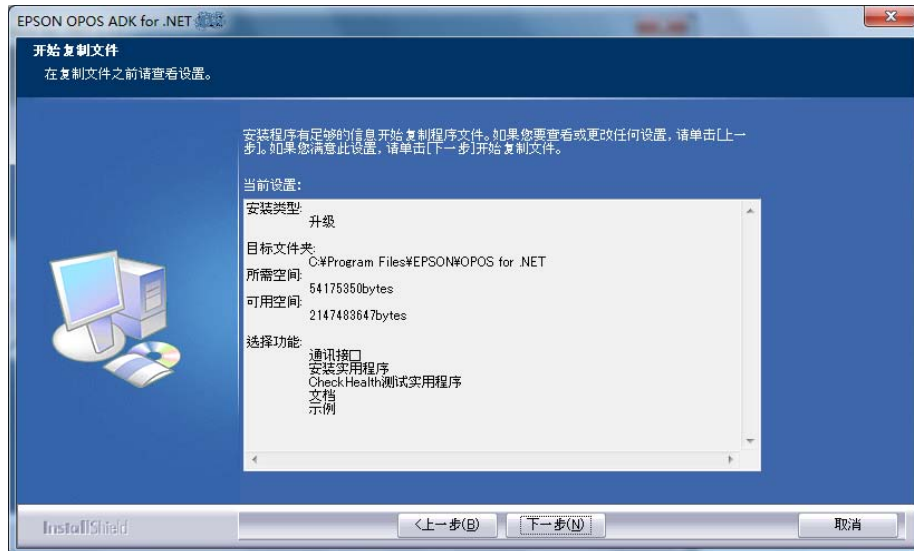 EPSON OPOS ADK for .NET
开始复制文件
在复制文件之前请查看设置。
安装程序有足够的信息开始复制程序文件。如果您要查看或更改任何设置,请单击[上一
步]。如果您满意此设置,请单击[下一步]开始复制文件。
当前设置:
安装类型:
升级
目标文件夹:
C:¥Program Files¥EPSON¥OPOS for .NET
所需空间:
54175350bytes
可用空间:
2147483647bytes
选择功能:
通讯接口
安装实用程序
CheckHealth测试实用程序
文档
示例
InstallShield
<上一步(B)
下一步(N)
取消